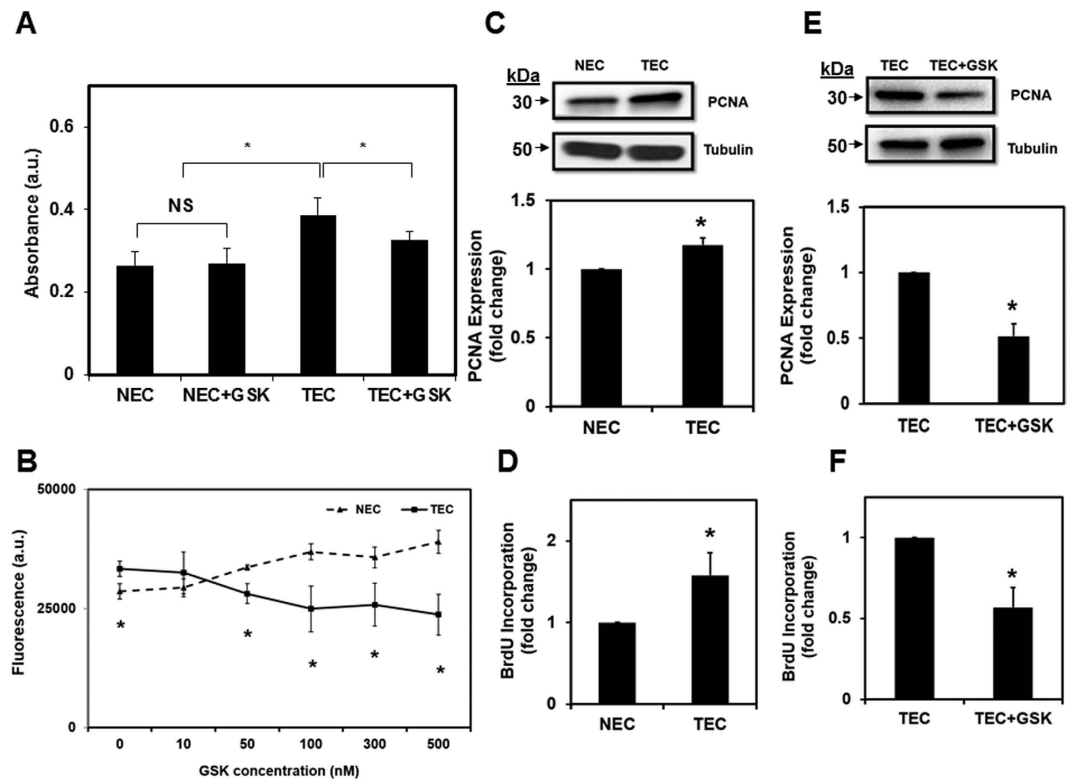 A
Absorbance (a.u.)
0.6
0.4
0.2
0
*
*
NS
NEC
NEC+GSK
TEC
TEC+GSK
B
Fluorescence (a.u.)
50000
25000
0
NEC
TEC
*
*
*
*
*
0
10
50
100
300
500
GSK concentration (nM)
C
kDa
NEC
TEC
30
PCNA
50
Tubulin
PCNA Expression
(fold change)
1.5
1
0.5
0
*
NEC
TEC
D
BrdU Incorporation
(fold change)
2
1
0
*
NEC
TEC
E
kDa
TEC
TEC+GSK
30
PCNA
50
Tubulin
PCNA Expression
(fold change)
1.5
1
0.5
0
*
TEC
TEC+GSK
F
BrdU Incorporation
(fold change)
1
0.5
0
*
TEC
TEC+GSK